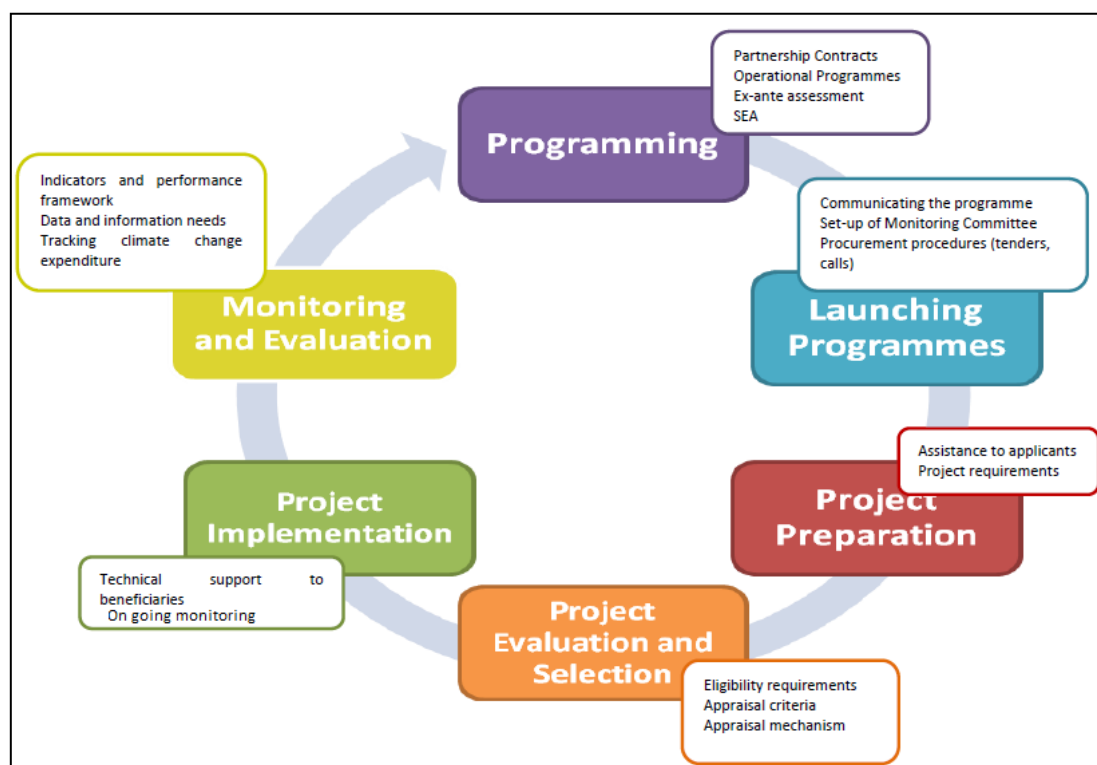 Partnership Contracts
Operational Programmes
Ex-ante assessment
SEA
Programming
Communicating the programme
Set-up of Monitoring Committee
Procurement procedures (tenders,
calls)
Launching
Programmes
Assistance to applicants
Project requirements
Project
Preparation
Project
Evaluation and
Selection
Eligibility requirements
Appraisal criteria
Appraisal mechanism
Project
Implementation
Technical support to
beneficiaries
On going monitoring
Indicators and performance
framework
Data and information needs
Tracking climate change
expenditure
Monitoring
and Evaluation